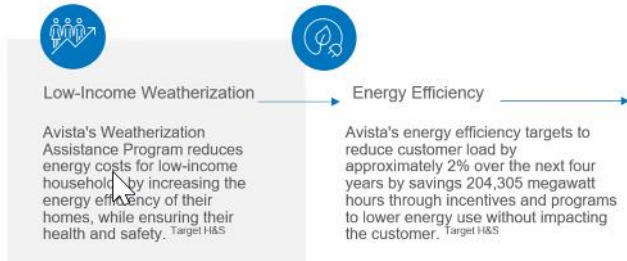 Low-Income Weatherization
Avista's Weatherization
Assistance Program reduces
energy costs for low-income
household by increasing the
energy efficiency of their
homes, while ensuring their
health and safety. Target H&S
Energy Efficiency
Avista's energy efficiency targets to
reduce customer load by
approximately 2% over the next four
years by savings 204,305 megawatt
hours through incentives and programs
to lower energy use without impacting
the customer. Target H&S